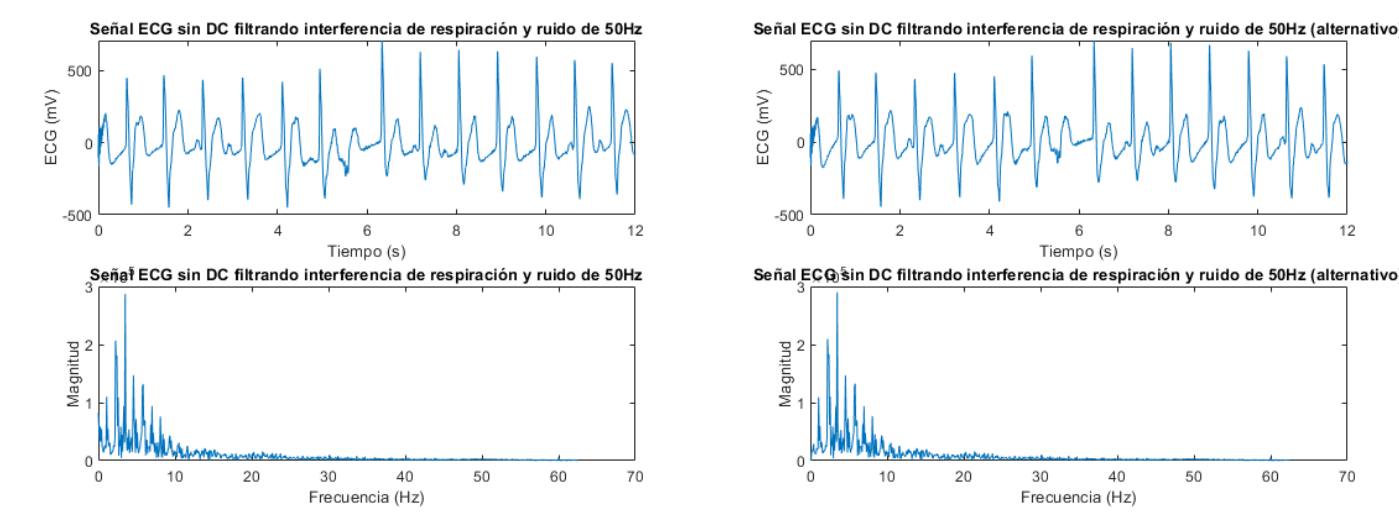 Señal ECG sin DC filtrando interferencia de respiración y ruido de 50Hz
500
0
-500
ECG (mV)
0 2 4 6 8 10 12
Tiempo (s)
Señal ECG sin DC filtrando interferencia de respiración y ruido de 50Hz (alternativo)
500
0
-500
ECG (mV)
0 2 4 6 8 10 12
Tiempo (s)
Señal ECG sin DC filtrando interferencia de respiración y ruido de 50Hz
3
2
1
0
Magnitud
0 10 20 30 40 50 60 70
Frecuencia (Hz)
Señal ECG sin DC filtrando interferencia de respiración y ruido de 50Hz (alternativo)
3
2
1
0
Magnitud
0 10 20 30 40 50 60 70
Frecuencia (Hz)